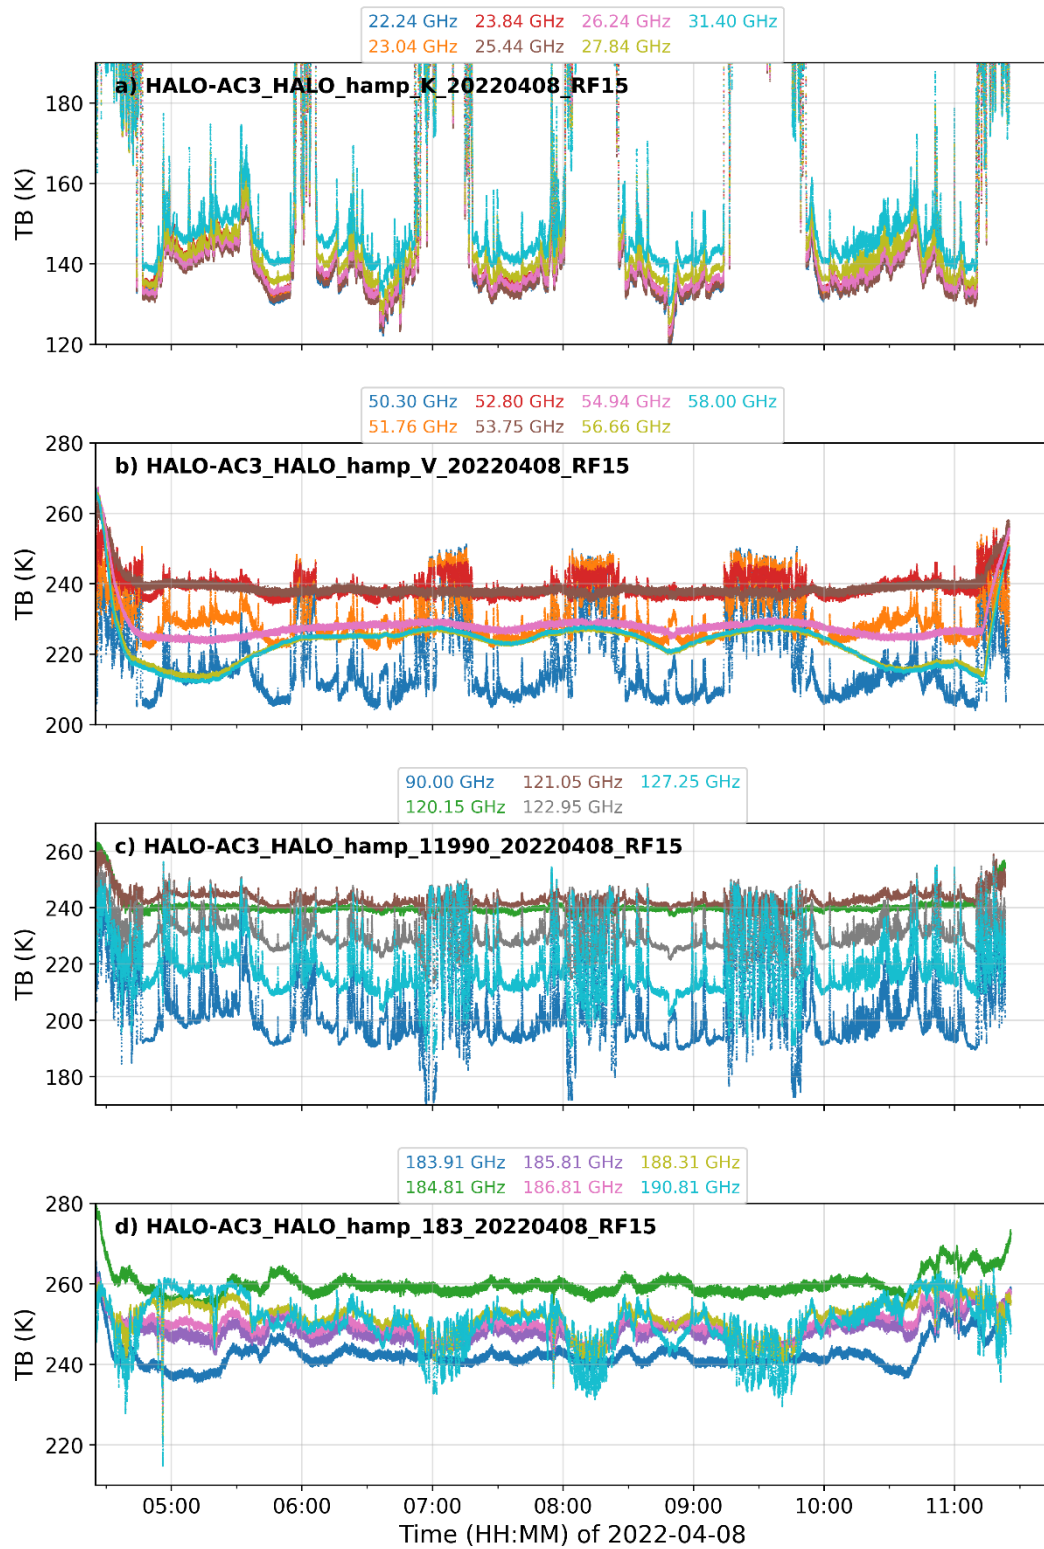 22.24 GHz 23.84 GHz 26.24 GHz 31.40 GHz
23.04 GHz 25.44 GHz 27.84 GHz
a) HALO-AC3_HALO_hamp_K_20220408_RF15
180
160
140
120
TB (K)
50.30 GHz 52.80 GHz 54.94 GHz 58.00 GHz
51.76 GHz 53.75 GHz 56.66 GHz
280
b) HALO-AC3_HALO_hamp_V_20220408_RF15
260
240
220
200
TB (K)
90.00 GHz 121.05 GHz 127.25 GHz
120.15 GHz 122.95 GHz
c) HALO-AC3_HALO_hamp_11990_20220408_RF15
260
240
220
200
180
TB (K)
183.91 GHz 185.81 GHz 188.31 GHz
184.81 GHz 186.81 GHz 190.81 GHz
280
d) HALO-AC3_HALO_hamp_183_20220408_RF15
260
240
220
TB (K)
05:00 06:00 07:00 08:00 09:00 10:00 11:00
Time (HH:MM) of 2022-04-08